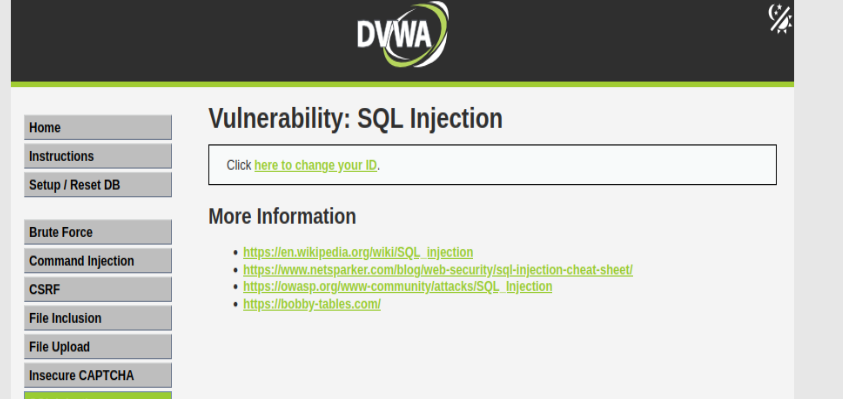 DVWA
Home
Instructions
Setup / Reset DB
Brute Force
Command Injection
CSRF
File Inclusion
File Upload
Insecure CAPTCHA
Vulnerability: SQL Injection
Click here to change your ID.
More Information
https://en.wikipedia.org/wiki/SQL_injection
https://www.netsparker.com/blog/web-security/sql-injection-cheat-sheet/
https://owasp.org/www-community/attacks/SQL_Injection
https://bobby-tables.com/